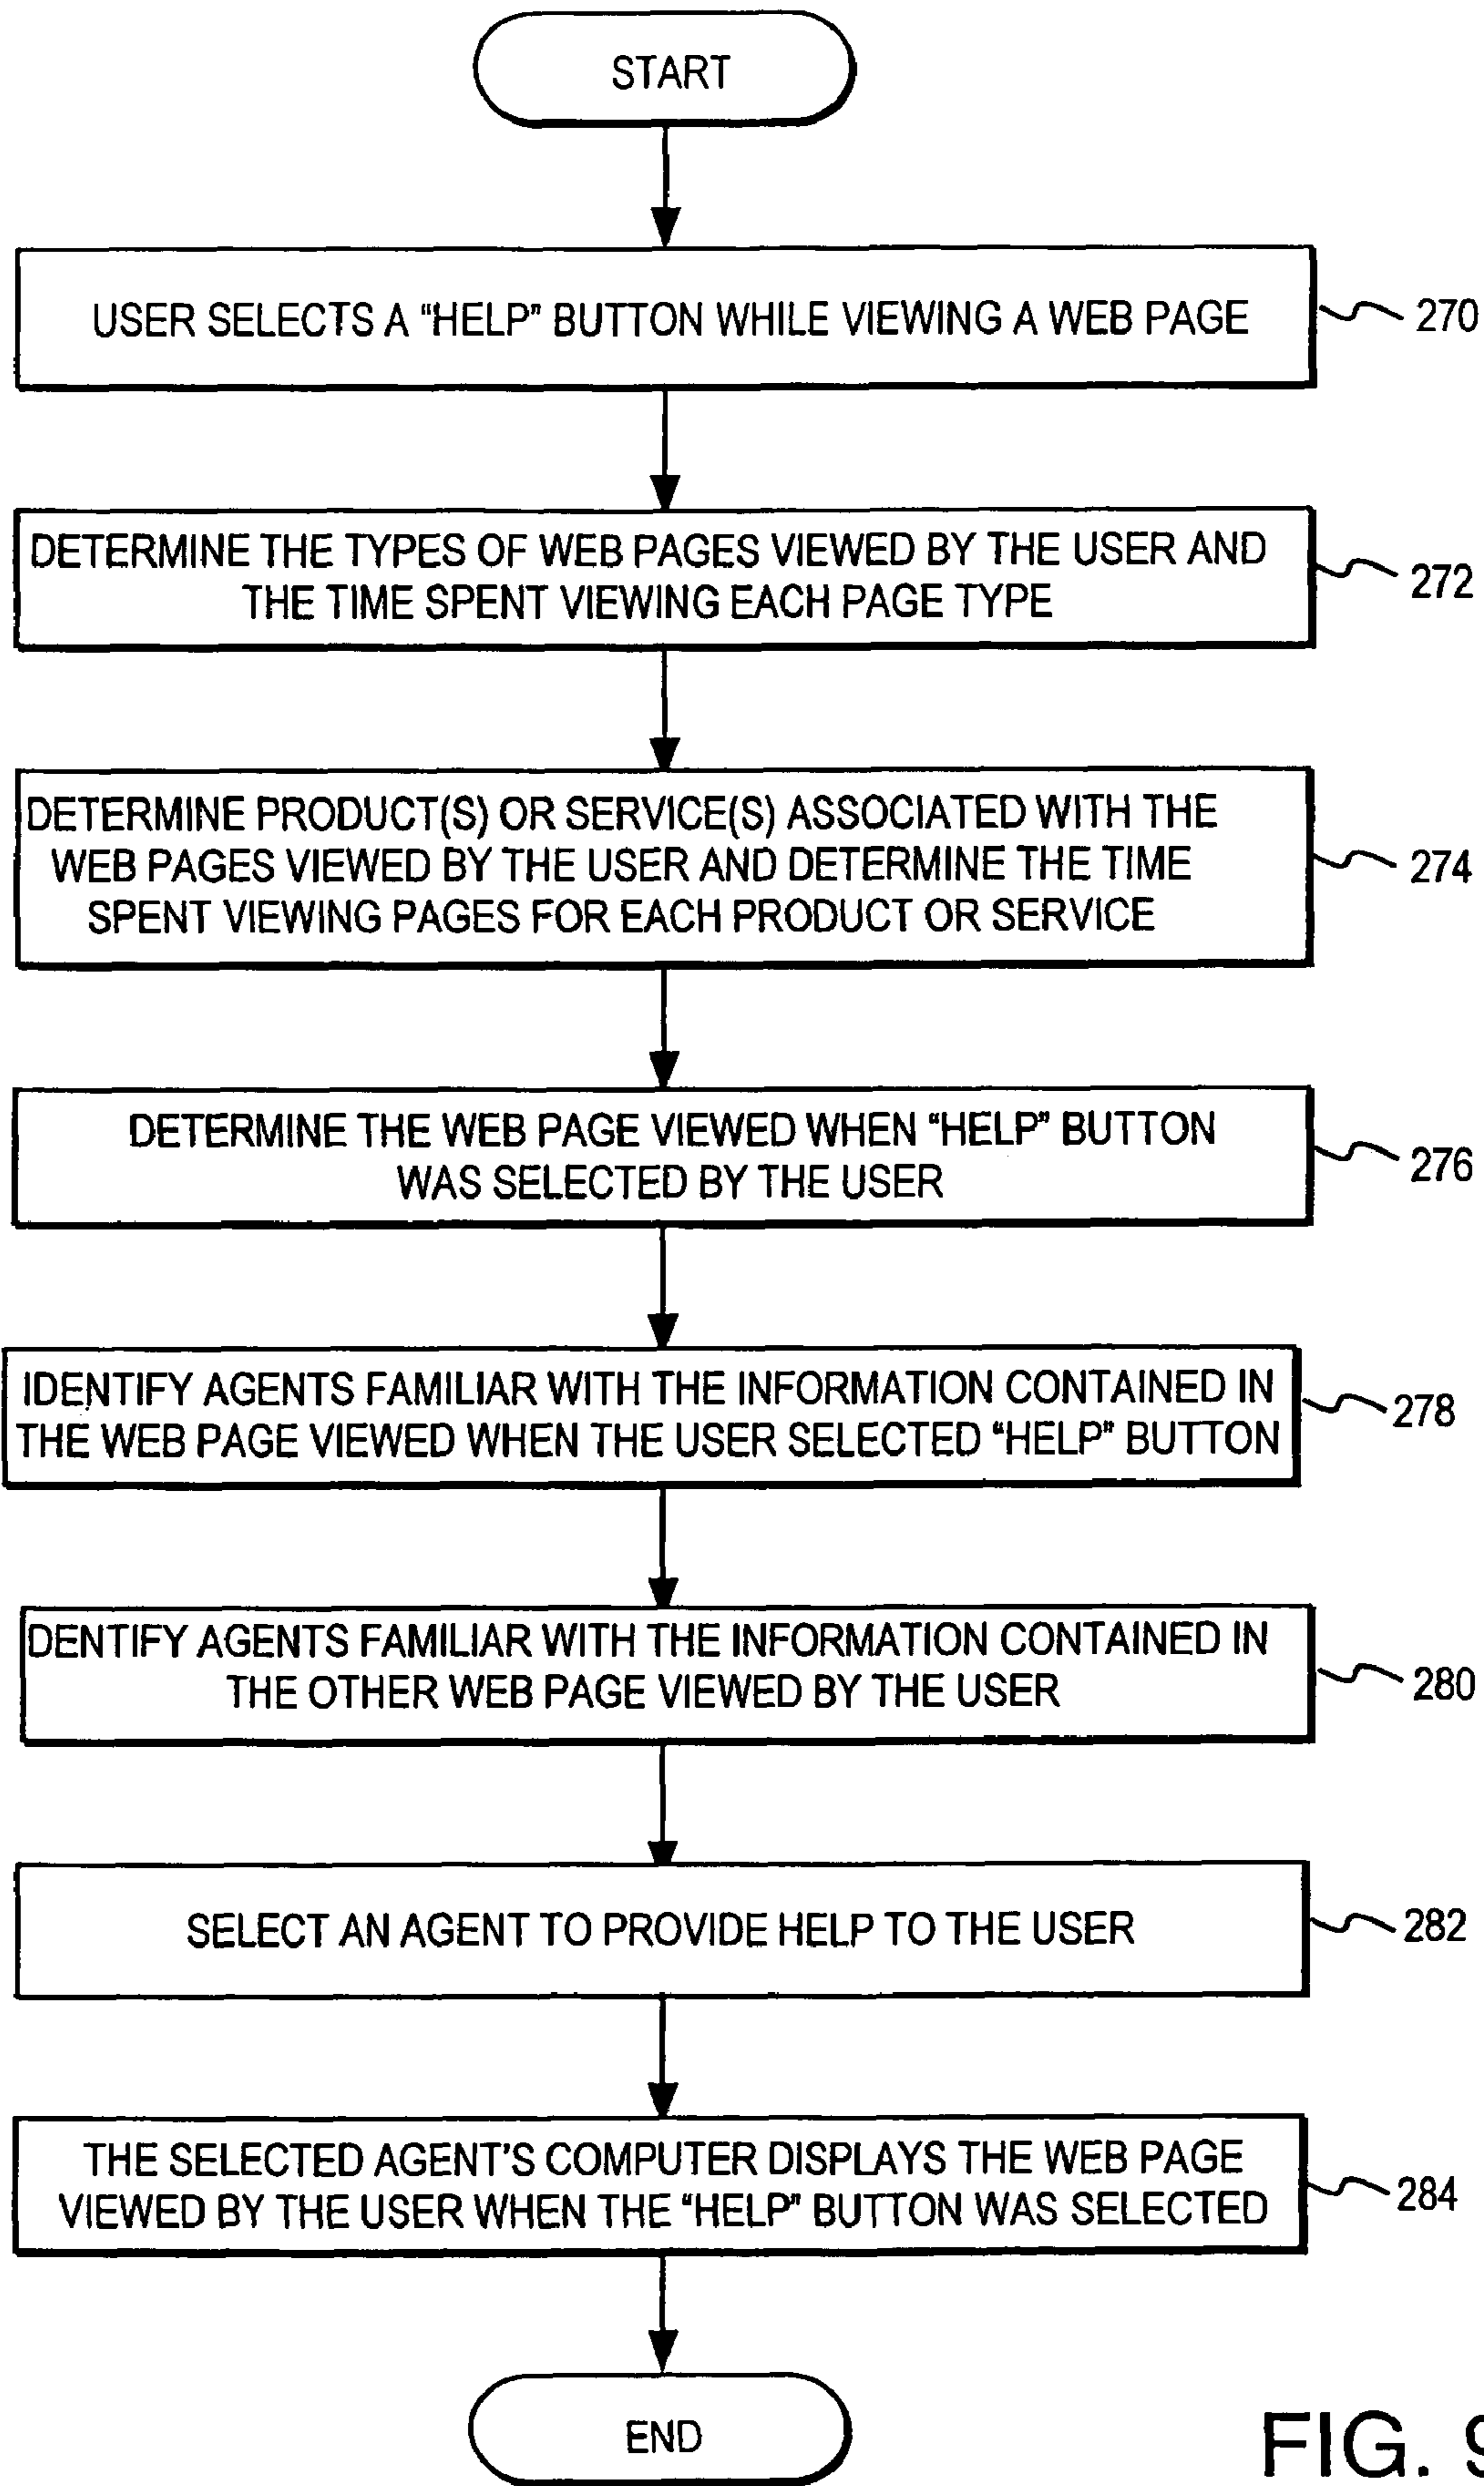 START
USER SELECTS A "HELP" BUTTON WHILE VIEWING A WEB PAGE
270
DETERMINE THE TYPES OF WEB PAGES VIEWED BY THE USER AND
THE TIME SPENT VIEWING EACH PAGE TYPE
272
DETERMINE PRODUCT(S) OR SERVICE(S) ASSOCIATED WITH THE
WEB PAGES VIEWED BY THE USER AND DETERMINE THE TIME
SPENT VIEWING PAGES FOR EACH PRODUCT OR SERVICE
274
DETERMINE THE WEB PAGE VIEWED WHEN "HELP" BUTTON
WAS SELECTED BY THE USER
276
IDENTIFY AGENTS FAMILIAR WITH THE INFORMATION CONTAINED IN
THE WEB PAGE VIEWED WHEN THE USER SELECTED "HELP" BUTTON
278
DENTIFY AGENTS FAMILIAR WITH THE INFORMATION CONTAINED IN
THE OTHER WEB PAGE VIEWED BY THE USER
280
SELECT AN AGENT TO PROVIDE HELP TO THE USER
282
THE SELECTED AGENT'S COMPUTER DISPLAYS THE WEB PAGE
VIEWED BY THE USER WHEN THE "HELP" BUTTON WAS SELECTED
284
END
FIG. 9